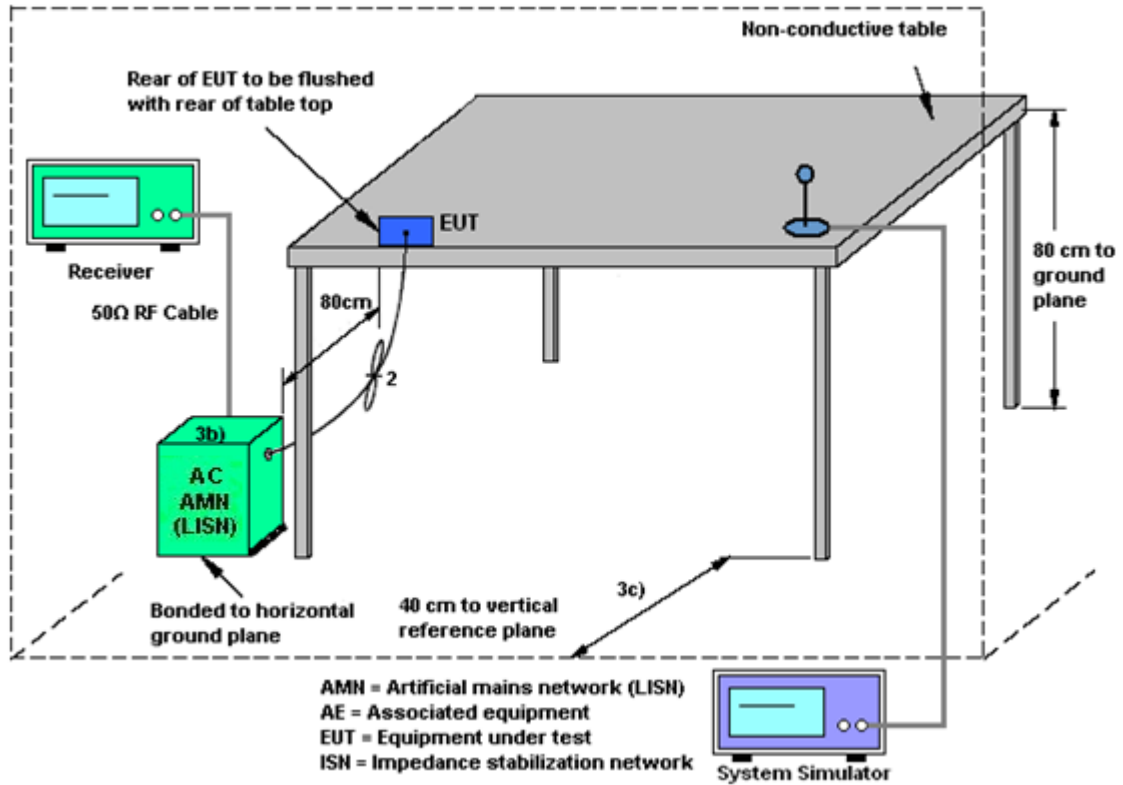 Non-conductive table
Rear of EUT to be flushed
with rear of table top
EUT
Receiver
80 cm to
ground
plane
80cm
50Ω RF Cable
2
3b)
AC
AMN
(LISN)
3c)
Bonded to horizontal
ground plane
40 cm to vertical
reference plane
AMN = Artificial mains network (LISN)
AE = Associated equipment
EUT = Equipment under test
ISN = Impedance stabilization network
System Simulator